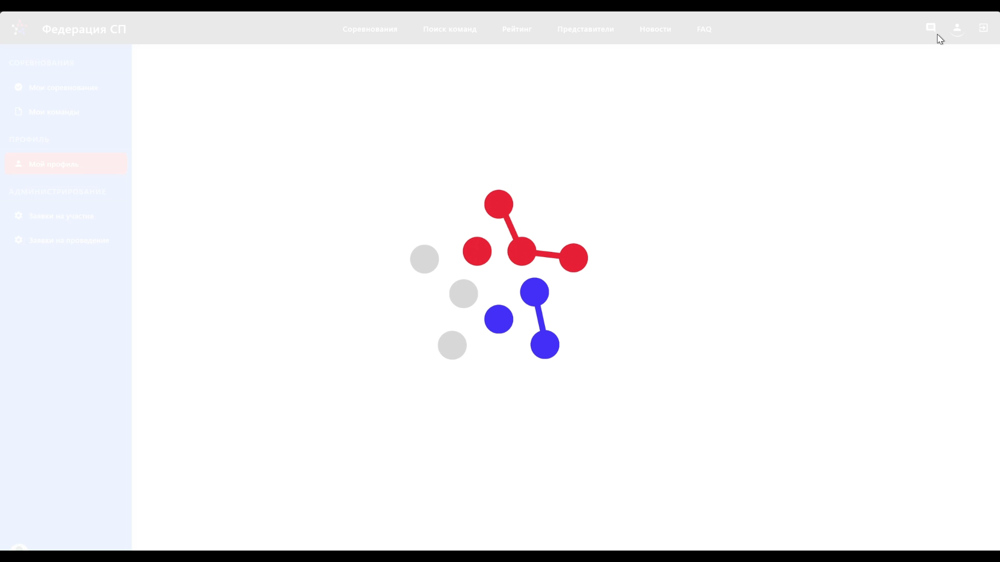 Федерация СП
Соревнования Поиск команд Рейтинг Представители Новости FAQ
СОРЕВНОВАНИЯ
Мои соревнования
Мои команды
ПРОФИЛЬ
Мой профиль
АДМИНИСТРИРОВАНИЕ
Заявки на участие
Заявки на проведение